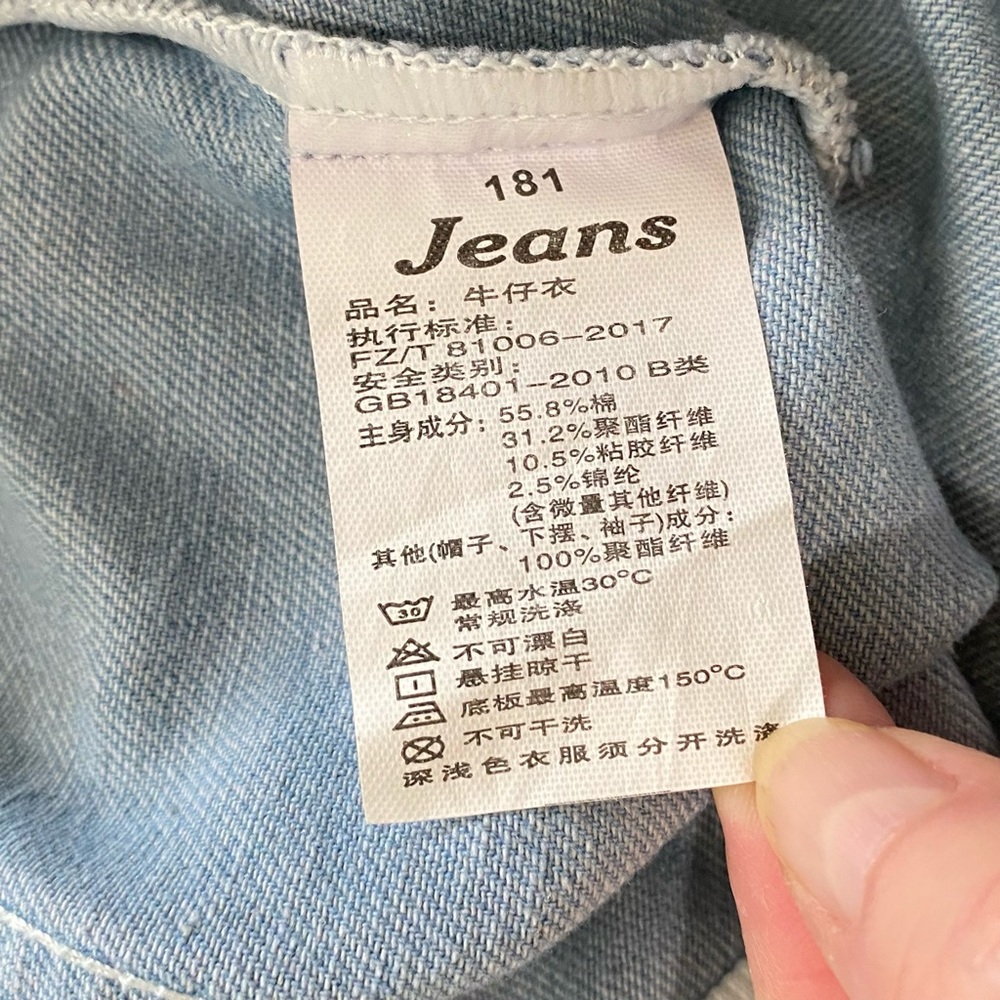 181
Jeans
品名：牛仔衣
执行标准：
FZ/T 81006-2017
安全类别：
GB18401-2010 B类
主身成分：55.8%棉
31.2%聚酯纤维
10.5%粘胶纤维
2.5%锦纶
(含微量其他纤维)
其他(帽子、下摆、袖子)成分：
100%聚酯纤维
30 最高水温30°C
常规洗涤
不可漂白
悬挂晾干
底板最高温度150°C
不可干洗
深浅色衣服须分开洗涤